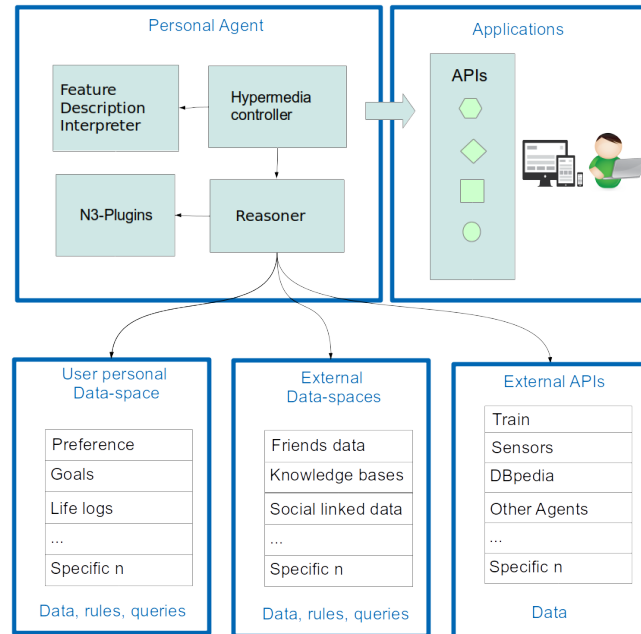 Personal Agent
Applications
Feature
Description
Interpreter
Hypermedia
controller
APIs
N3-Plugins
Reasoner
User personal
Data-space
Preference
Goals
Life logs
...
Specific n
Data, rules, queries
External
Data-spaces
Friends data
Knowledge bases
Social linked data
...
Specific n
Data, rules, queries
External APIs
Train
Sensors
DBpedia
Other Agents
...
Specific n
Data